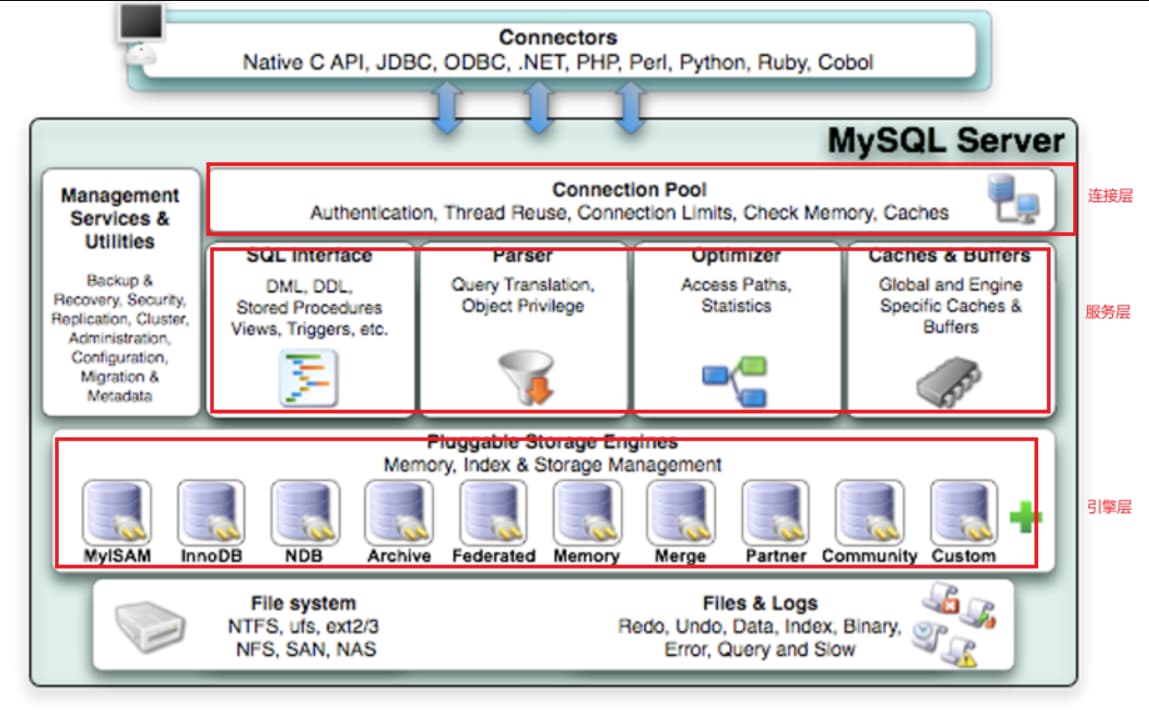 Connectors
Native C API, JDBC, ODBC, .NET, PHP, Perl, Python, Ruby, Cobol
MySQL Server
Management
Services &
Utilities
Backup &
Recovery, Security,
Replication, Cluster,
Administration,
Configuration,
Migration &
Metadata
Connection Pool
Authentication, Thread Reuse, Connection Limits, Check Memory, Caches
连接层
SQL Interface
DML, DDL,
Stored Procedures
Views, Triggers, etc.
Parser
Query Translation,
Object Privilege
Optimizer
Access Paths,
Statistics
Caches & Buffers
Global and Engine
Specific Caches &
Buffers
服务层
Pluggable Storage Engines
Memory, Index & Storage Management
MyISAM
InnoDB
NDB
Archive
Federated
Memory
Merge
Partner
Community
Custom
引擎层
File system
NTFS, ufs, ext2/3
NFS, SAN, NAS
Files & Logs
Redo, Undo, Data, Index, Binary,
Error, Query and Slow